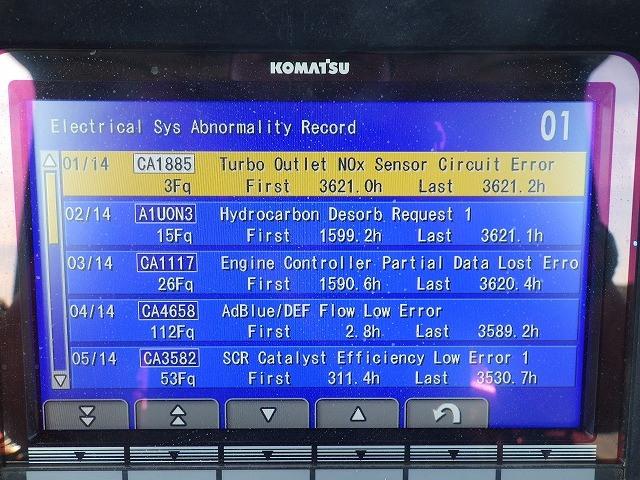 KOMATSU
Electrical Sys Abnormality Record 01
01/14 CA1885 Turbo Outlet NOx Sensor Circuit Error
3Fq First 3621.0h Last 3621.2h
02/14 A1U0N3 Hydrocarbon Desorb Request 1
15Fq First 1599.2h Last 3621.1h
03/14 CA1117 Engine Controller Partial Data Lost Erro
26Fq First 1590.6h Last 3620.4h
04/14 CA4658 AdBlue/DEF Flow Low Error
112Fq First 2.8h Last 3589.2h
05/14 CA3582 SCR Catalyst Efficiency Low Error 1
53Fq First 311.4h Last 3530.7h